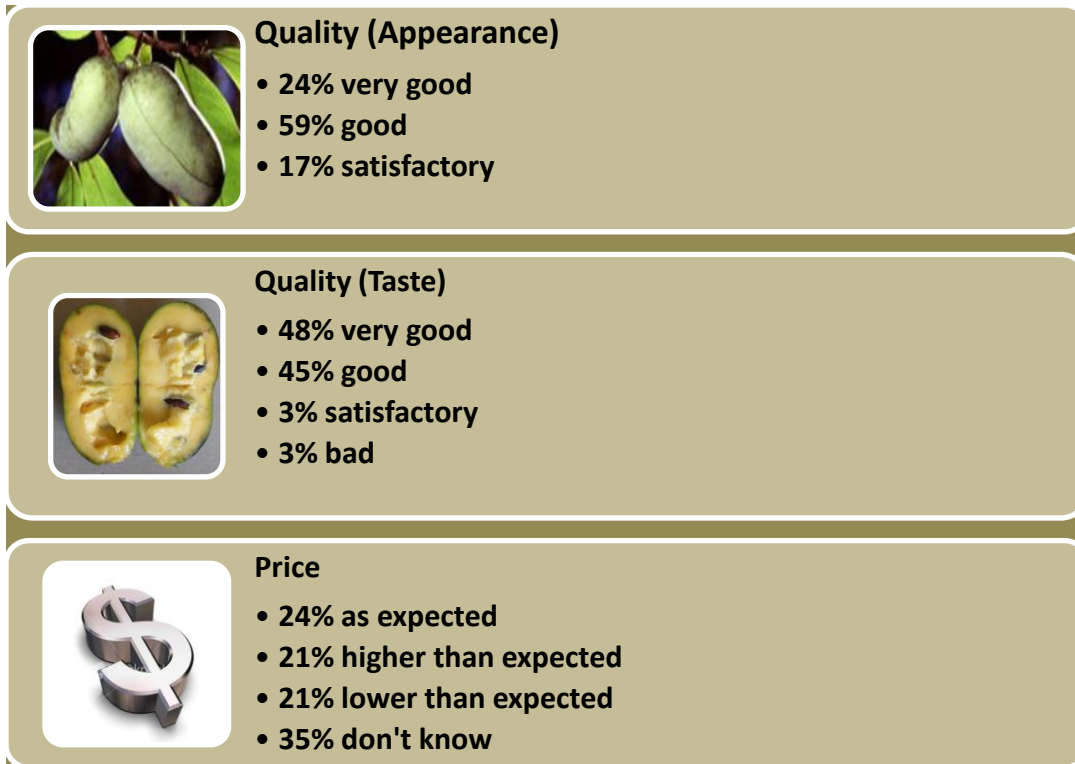 Quality (Appearance)
• 24% very good
• 59% good
• 17% satisfactory
Quality (Taste)
• 48% very good
• 45% good
• 3% satisfactory
• 3% bad
Price
• 24% as expected
• 21% higher than expected
• 21% lower than expected
• 35% don't know